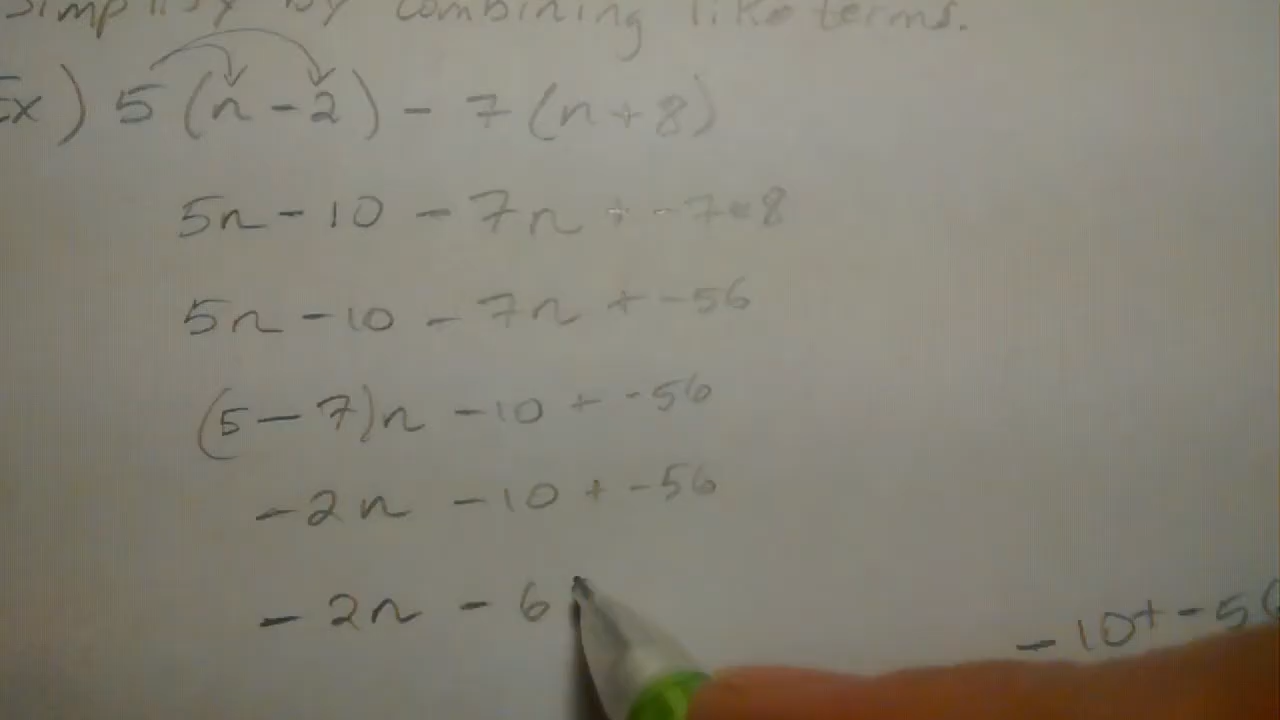 Simplify by combining like terms.
Ex) 5(n-2) - 7(n+8)
5n - 10 - 7n + -7•8
5n - 10 - 7n + -56
(5 - 7)n - 10 + -56
-2n - 10 + -56
-2n - 6
-10+ -56